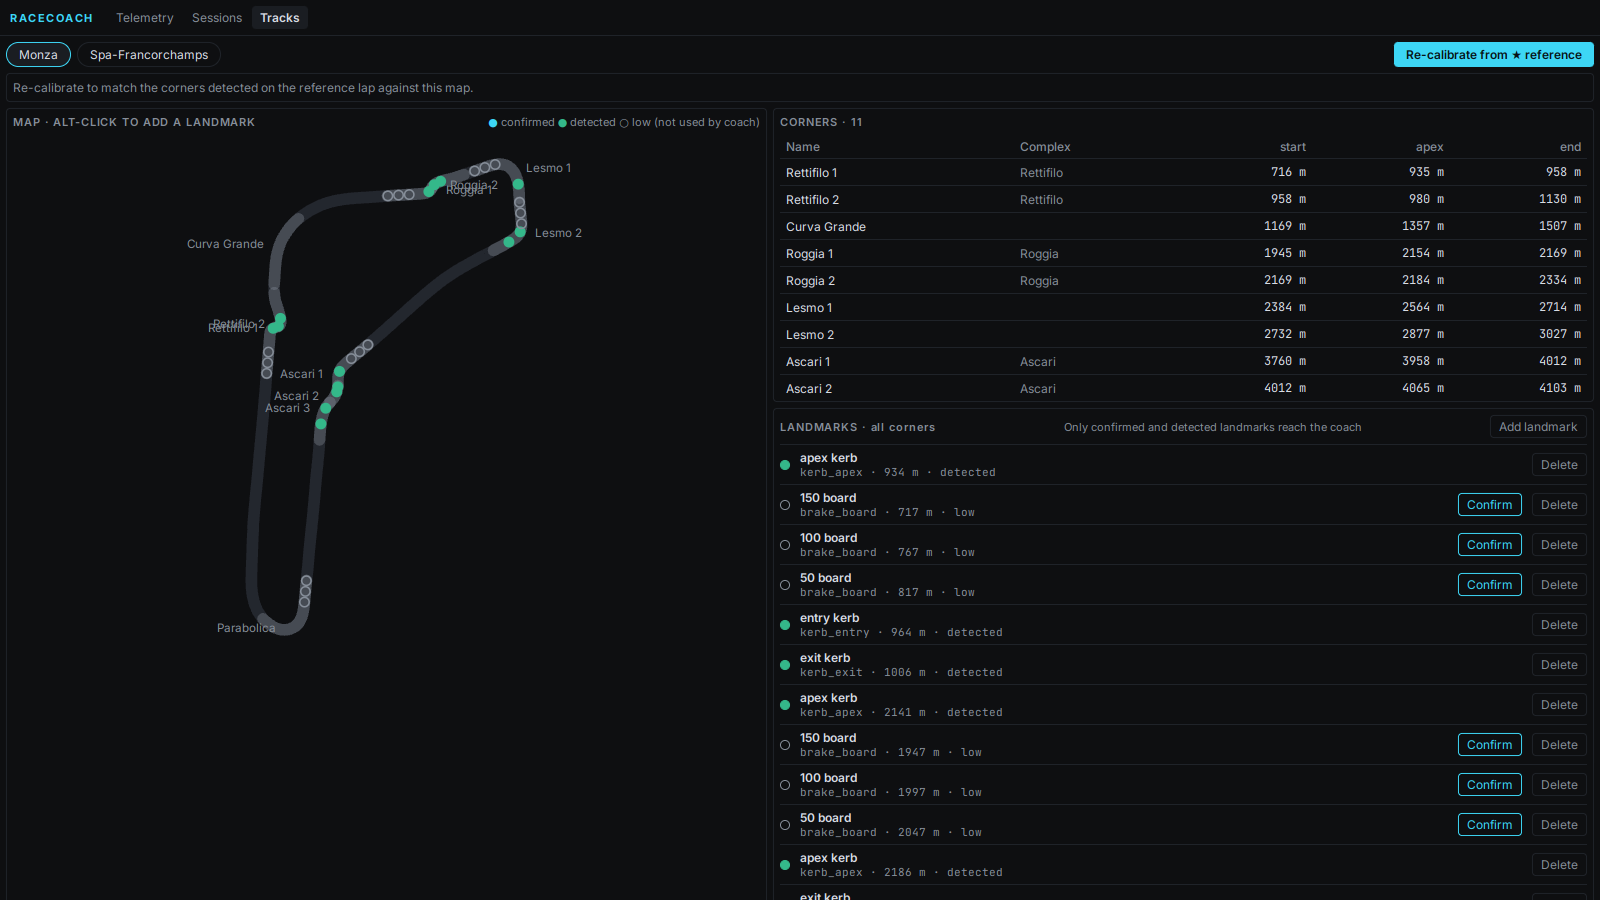 RACECOACH Telemetry Sessions Tracks
Monza Spa-Francorchamps Re-calibrate from ★ reference
Re-calibrate to match the corners detected on the reference lap against this map.
MAP · ALT-CLICK TO ADD A LANDMARK confirmed detected low (not used by coach)
Lesmo 1
Roggia 2
Roggia 1
Lesmo 2
Curva Grande
Rettifilo 2
Rettifilo 1
Ascari 1
Ascari 2
Ascari 3
Parabolica
CORNERS · 11
Name Complex start apex end
Rettifilo 1 Rettifilo 716 m 935 m 958 m
Rettifilo 2 Rettifilo 958 m 980 m 1130 m
Curva Grande 1169 m 1357 m 1507 m
Roggia 1 Roggia 1945 m 2154 m 2169 m
Roggia 2 Roggia 2169 m 2184 m 2334 m
Lesmo 1 2384 m 2564 m 2714 m
Lesmo 2 2732 m 2877 m 3027 m
Ascari 1 Ascari 3760 m 3958 m 4012 m
Ascari 2 Ascari 4012 m 4065 m 4103 m
LANDMARKS · all corners Only confirmed and detected landmarks reach the coach Add landmark
apex kerb
kerb_apex · 934 m · detected Delete
150 board
brake_board · 717 m · low Confirm Delete
100 board
brake_board · 767 m · low Confirm Delete
50 board
brake_board · 817 m · low Confirm Delete
entry kerb
kerb_entry · 964 m · detected Delete
exit kerb
kerb_exit · 1006 m · detected Delete
apex kerb
kerb_apex · 2141 m · detected Delete
150 board
brake_board · 1947 m · low Confirm Delete
100 board
brake_board · 1997 m · low Confirm Delete
50 board
brake_board · 2047 m · low Confirm Delete
apex kerb
kerb_apex · 2186 m · detected Delete
exit kerb